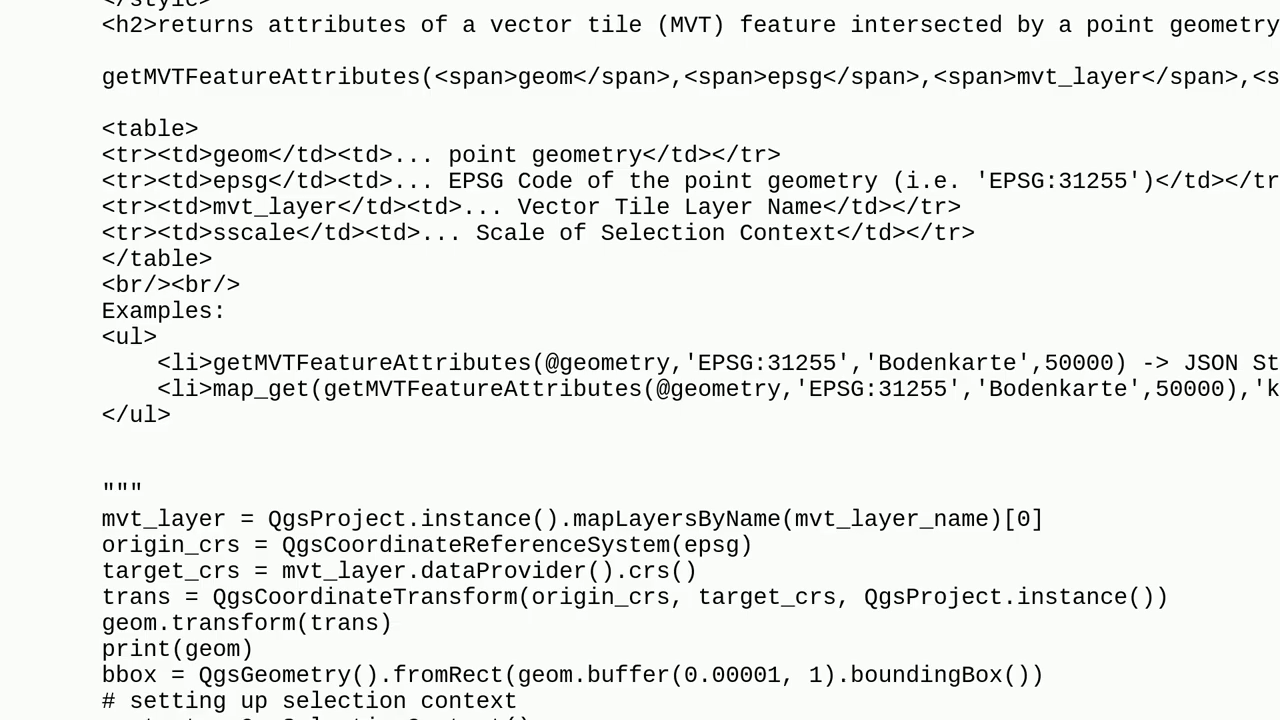 </style>
<h2>returns attributes of a vector tile (MVT) feature intersected by a point geometry
getMVTFeatureAttributes(<span>geom</span>,<span>epsg</span>,<span>mvt_layer</span>,<s
<table>
<tr><td>geom</td><td>... point geometry</td></tr>
<tr><td>epsg</td><td>... EPSG Code of the point geometry (i.e. 'EPSG:31255')</td></tr
<tr><td>mvt_layer</td><td>... Vector Tile Layer Name</td></tr>
<tr><td>sscale</td><td>... Scale of Selection Context</td></tr>
</table>
<br/><br/>
Examples:
<ul>
    <li>getMVTFeatureAttributes(@geometry,'EPSG:31255','Bodenkarte',50000) -> JSON St
    <li>map_get(getMVTFeatureAttributes(@geometry,'EPSG:31255','Bodenkarte',50000),'k
</ul>
"""
mvt_layer = QgsProject.instance().mapLayersByName(mvt_layer_name)[0]
origin_crs = QgsCoordinateReferenceSystem(epsg)
target_crs = mvt_layer.dataProvider().crs()
trans = QgsCoordinateTransform(origin_crs, target_crs, QgsProject.instance())
geom.transform(trans)
print(geom)
bbox = QgsGeometry().fromRect(geom.buffer(0.00001, 1).boundingBox())
# setting up selection context